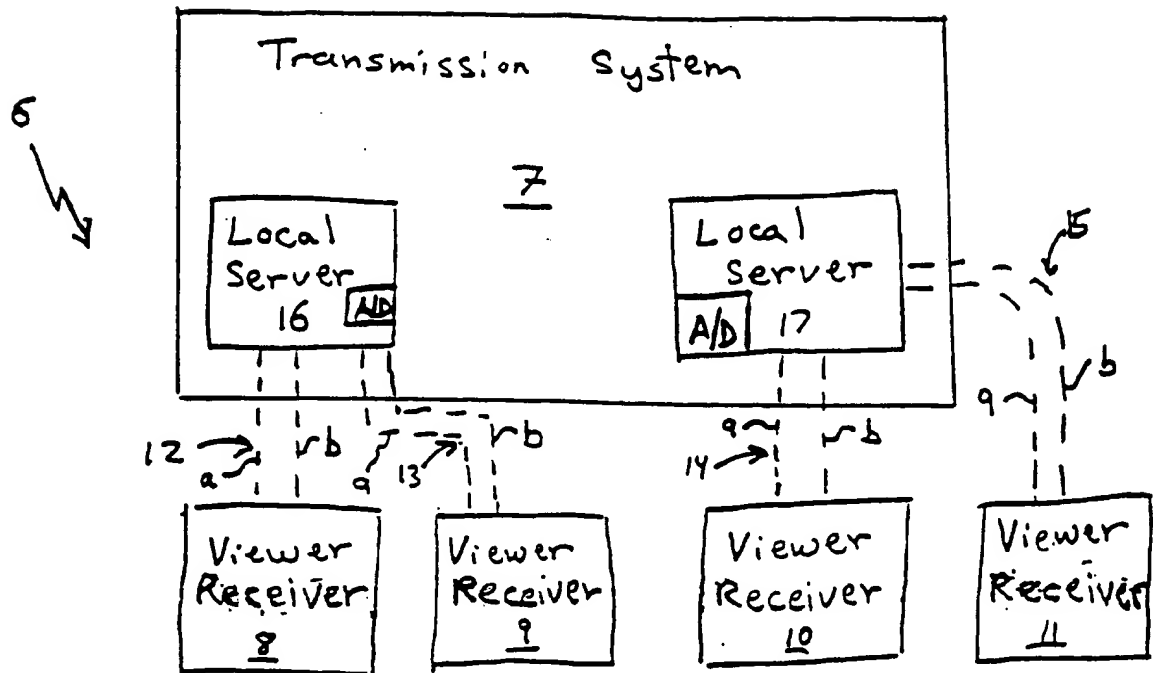 Transmission System
6
7
Local
Server
16
A/D
Local
Server
A/D
17
15
a
b
12
a
b
a
13
b
14
a
b
Viewer
Receiver
8
Viewer
Receiver
9
Viewer
Receiver
10
Viewer
Receiver
11